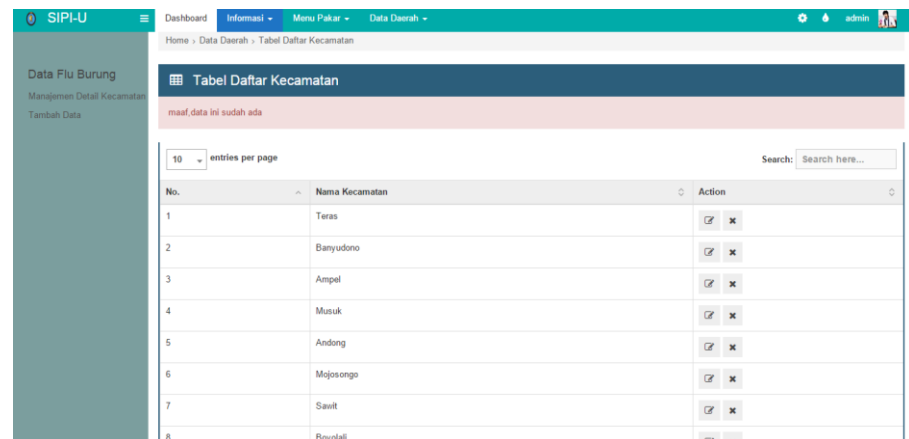 SIPI-U Dashboard Informasi Menu Pakar Data Daerah admin
Home › Data Daerah › Tabel Daftar Kecamatan
Data Flu Burung
Manajemen Detail Kecamatan
Tambah Data
Tabel Daftar Kecamatan
maaf,data ini sudah ada
10 entries per page Search: Search here...
No. Nama Kecamatan Action
1 Teras
2 Banyudono
3 Ampel
4 Musuk
5 Andong
6 Mojosongo
7 Sawit
8 Boyolali